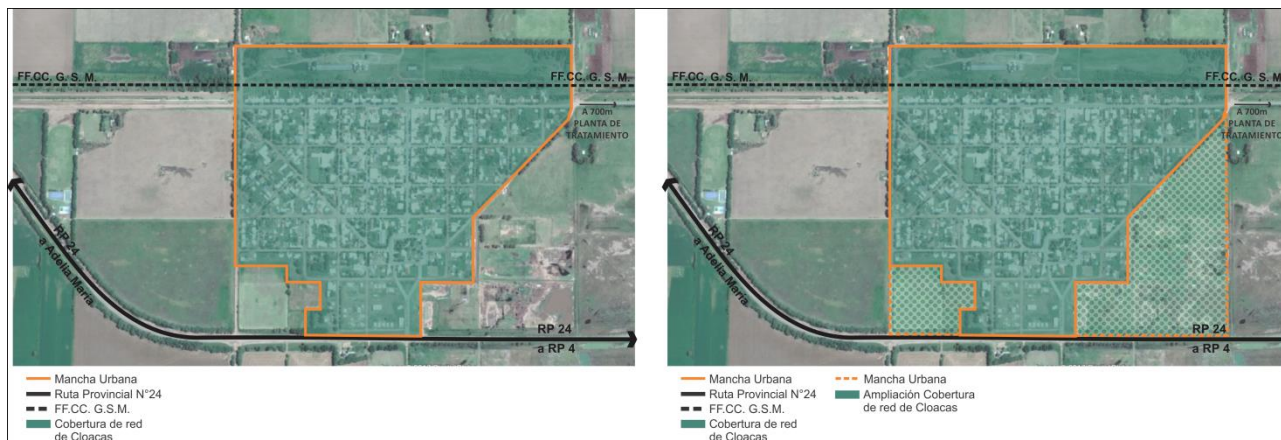 FF.CC. G. S. M.
FF.CC. G. S. M.
A 700m
PLANTA DE
TRATAMIENTO
RP 24
a Adelia María
RP 24
a RP 4
Mancha Urbana
Ruta Provincial N°24
FF.CC. G.S.M.
Cobertura de red
de Cloacas
FF.CC. G. S. M.
FF.CC. G. S. M.
A 700m
PLANTA DE
TRATAMIENTO
RP 24
a Adelia María
RP 24
a RP 4
Mancha Urbana
Ruta Provincial N°24
FF.CC. G.S.M.
Cobertura de red
de Cloacas
Mancha Urbana
Ampliación Cobertura
de red de Cloacas